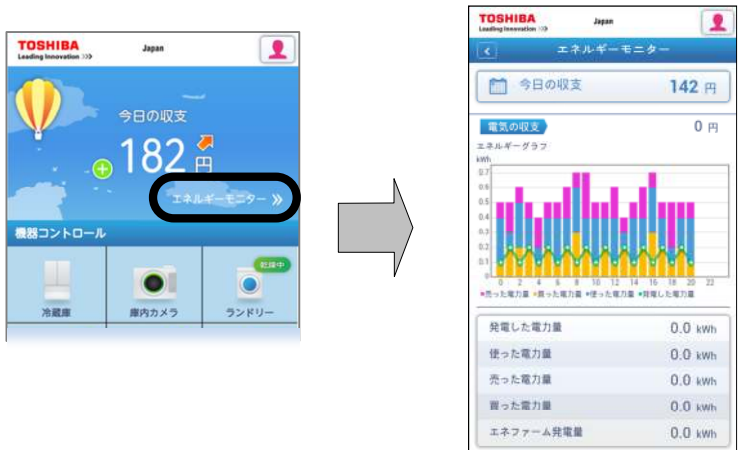 TOSHIBA
Leading Innovation >>>
Japan
今日の収支
182 円
エネルギーモニター »
機器コントロール
乾燥中
冷蔵庫
庫内カメラ
ランドリー
TOSHIBA
Leading Innovation >>>
Japan
エネルギーモニター
今日の収支 142 円
電気の収支 0 円
エネルギーグラフ
kWh
0.7
0.6
0.5
0.4
0.3
0.2
0.1
0
0 2 4 6 8 10 12 14 16 18 20 22
■売った電力量 ■買った電力量 ■使った電力量 ■発電した電力量
発電した電力量 0.0 kWh
使った電力量 0.0 kWh
売った電力量 0.0 kWh
買った電力量 0.0 kWh
エネファーム発電量 0.0 kWh